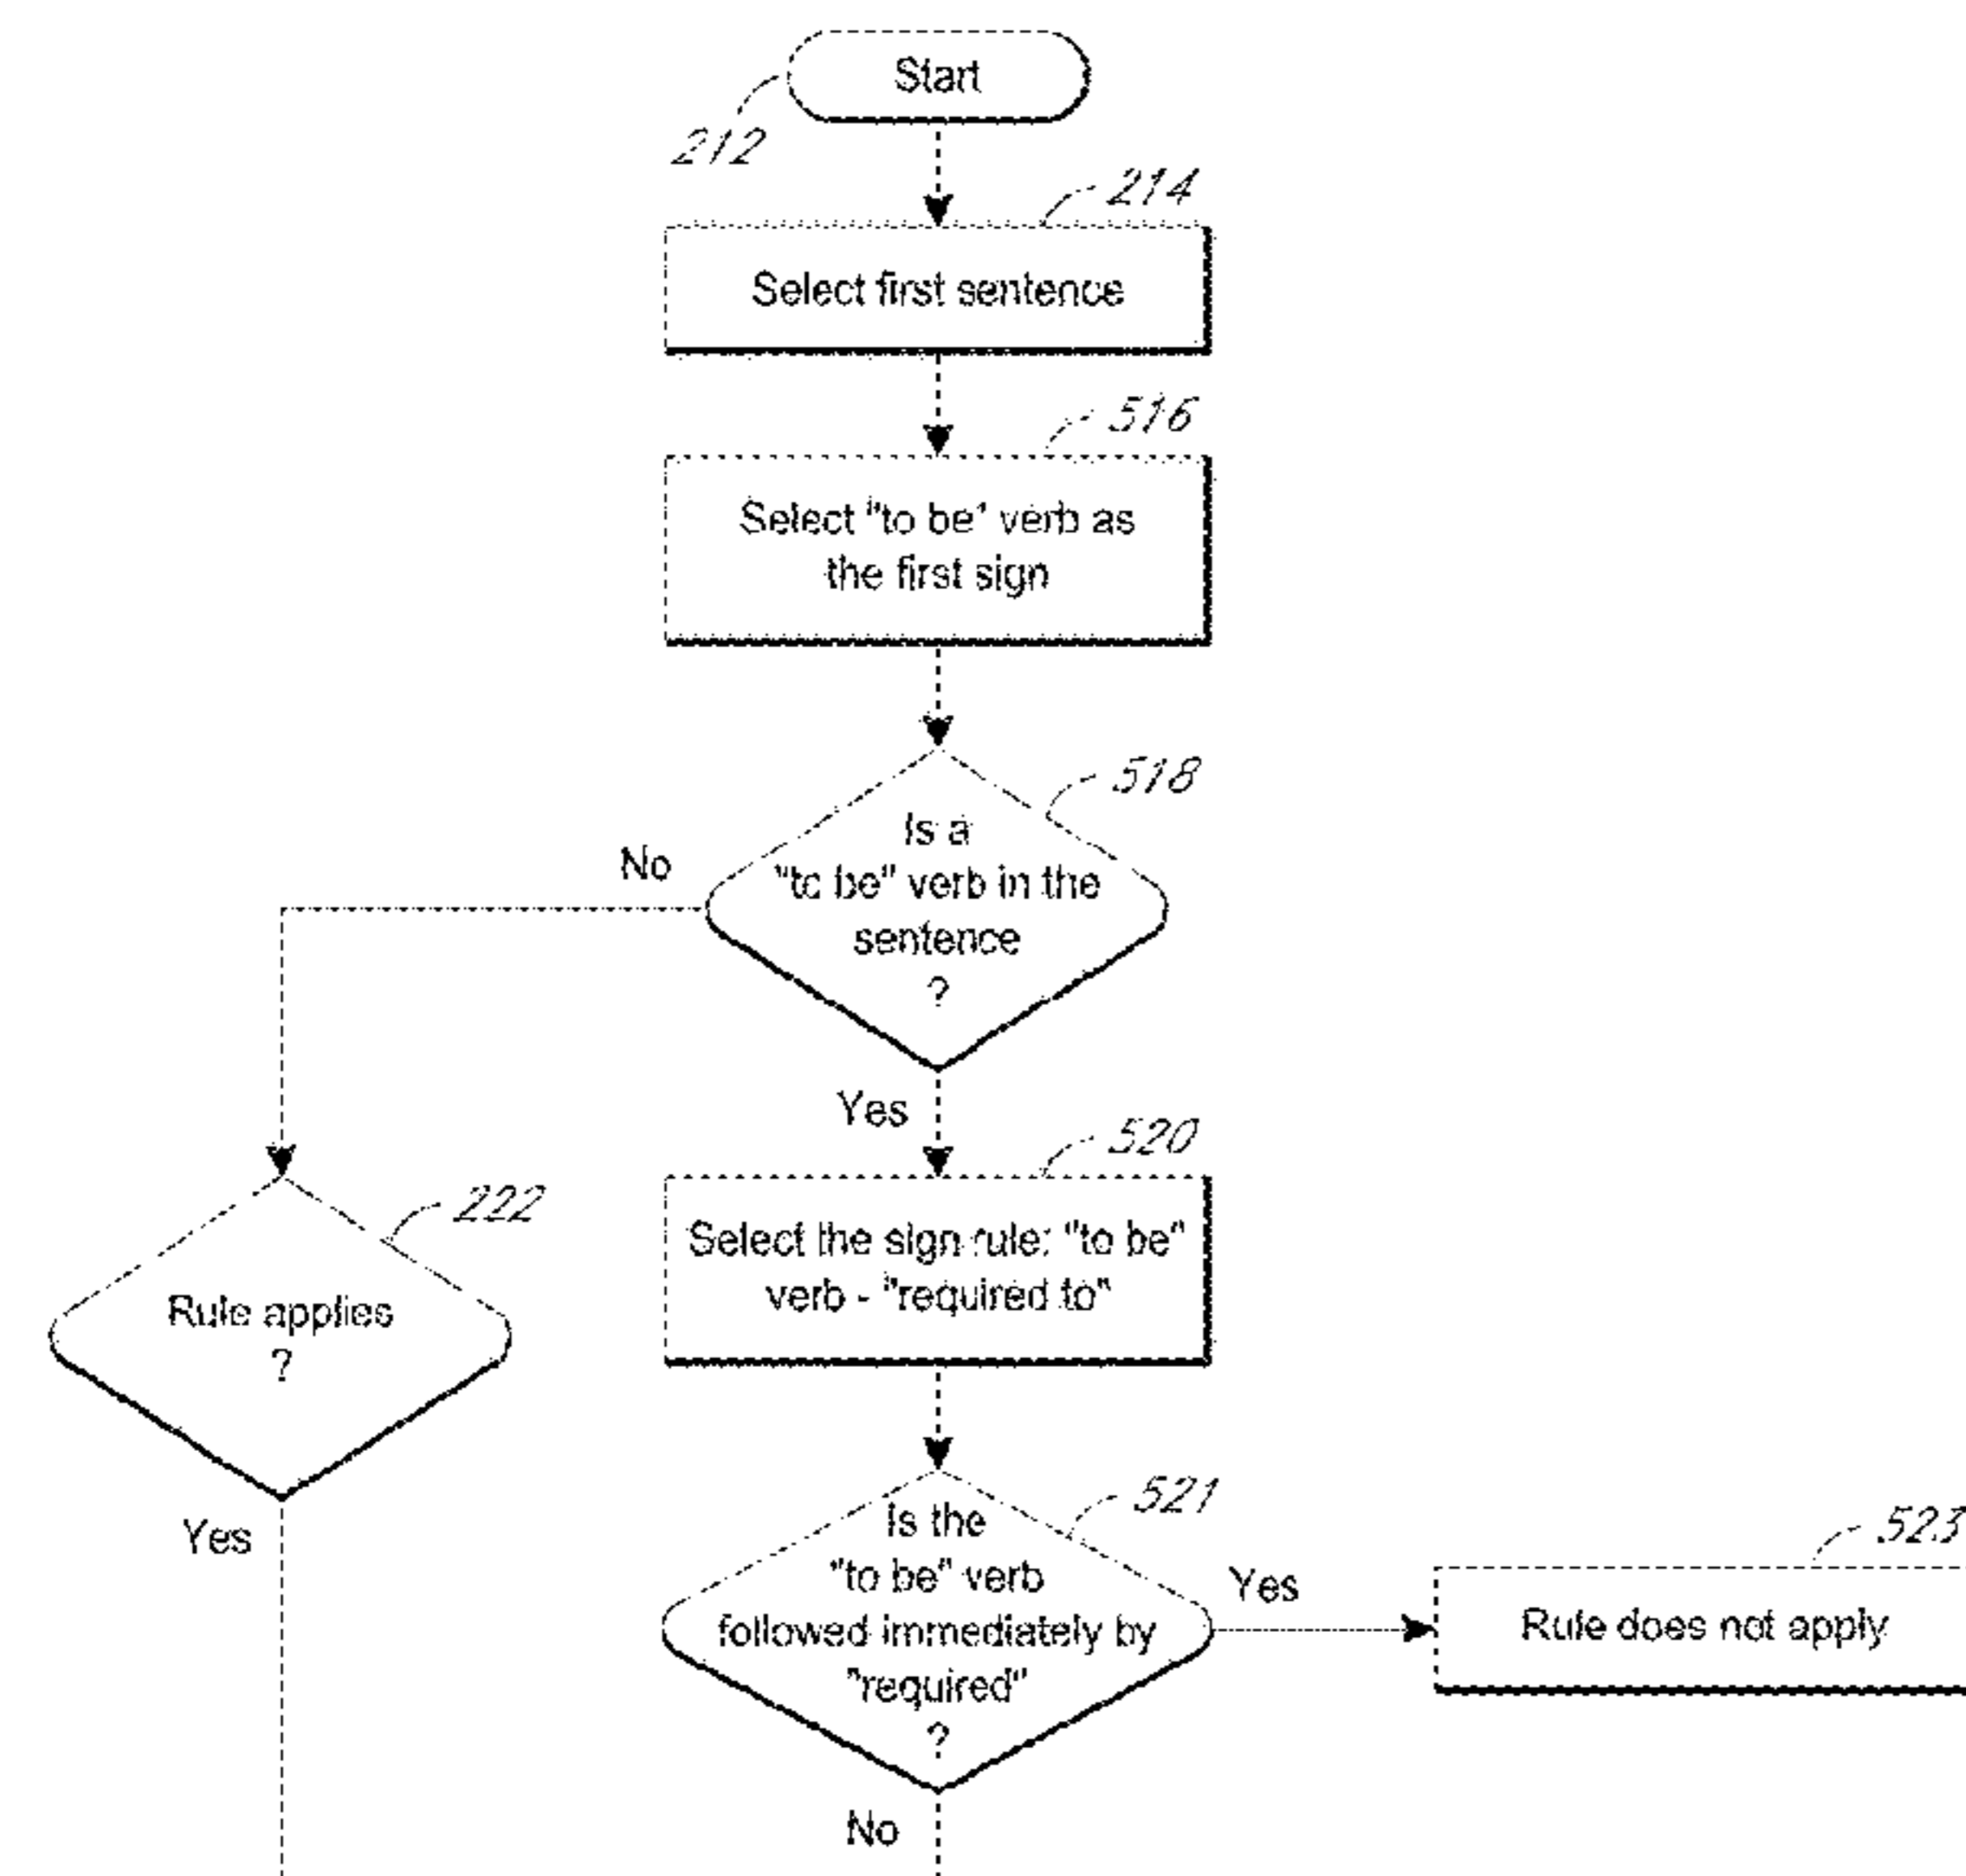 Start
212
214
Select first sentence
516
Select "to be" verb as
the first sign
518
Is a
"to be" verb in the
sentence
?
No
Yes
520
222
Select the sign rule: "to be"
verb - "required to"
Rule applies
?
Yes
521
Is the
"to be" verb
followed immediately by
"required"
?
Yes
523
Rule does not apply
No